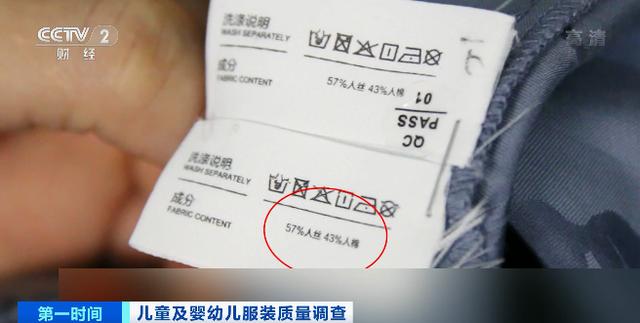 CCTV 2
财经
高清
洗涤说明
WASH SEPARATELY
成分
FABRIC CONTENT
57%人丝 43%人棉
QC
PASS
01
洗涤说明
WASH SEPARATELY
成分
FABRIC CONTENT
57%人丝 43%人棉
第一时间
儿童及婴幼儿服装质量调查